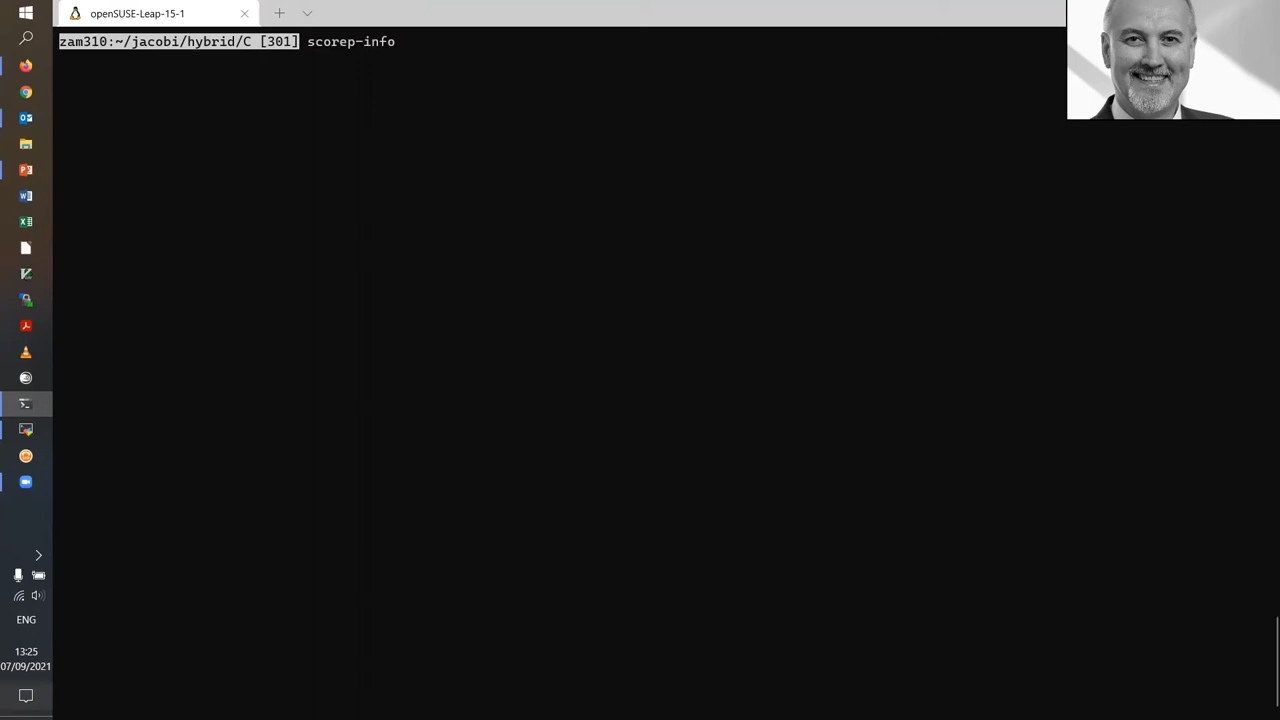 openSUSE-Leap-15-1
zam310:~/jacobi/hybrid/C [301] scorep-info
ENG
13:25
07/09/2021